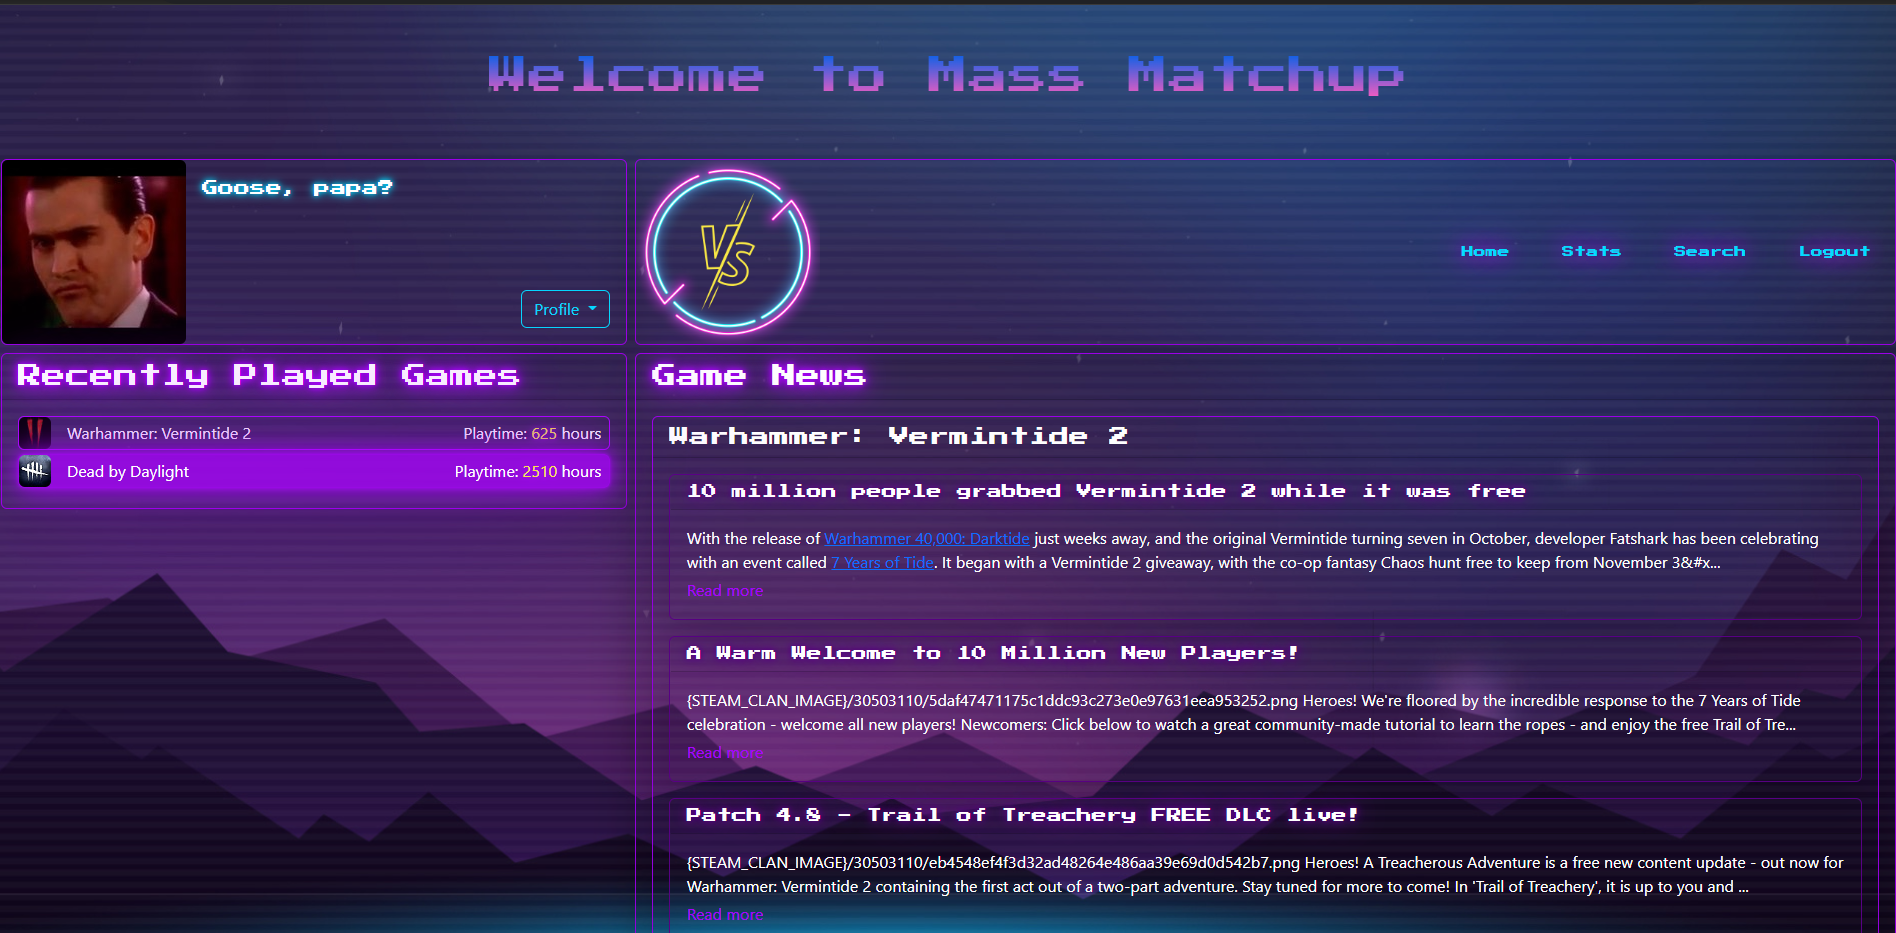 Welcome to Mass Matchup
Goose, papa?
Profile
VS
Home Stats Search Logout
Recently Played Games
Warhammer: Vermintide 2 Playtime: 625 hours
Dead by Daylight Playtime: 2510 hours
Game News
Warhammer: Vermintide 2
10 million people grabbed Vermintide 2 while it was free
With the release of Warhammer 40,000: Darktide just weeks away, and the original Vermintide turning seven in October, developer Fatshark has been celebrating
with an event called 7 Years of Tide. It began with a Vermintide 2 giveaway, with the co-op fantasy Chaos hunt free to keep from November 3&#x...
Read more
A Warm Welcome to 10 Million New Players!
{STEAM_CLAN_IMAGE}/30503110/5daf47471175c1ddc93c273e0e97631eea953252.png Heroes! We're floored by the incredible response to the 7 Years of Tide
celebration - welcome all new players! Newcomers: Click below to watch a great community-made tutorial to learn the ropes - and enjoy the free Trail of Tre...
Read more
Patch 4.8 - Trail of Treachery FREE DLC live!
{STEAM_CLAN_IMAGE}/30503110/eb4548ef4f3d32ad48264e486aa39e69d0d542b7.png Heroes! A Treacherous Adventure is a free new content update - out now for
Warhammer: Vermintide 2 containing the first act out of a two-part adventure. Stay tuned for more to come! In 'Trail of Treachery', it is up to you and ...
Read more